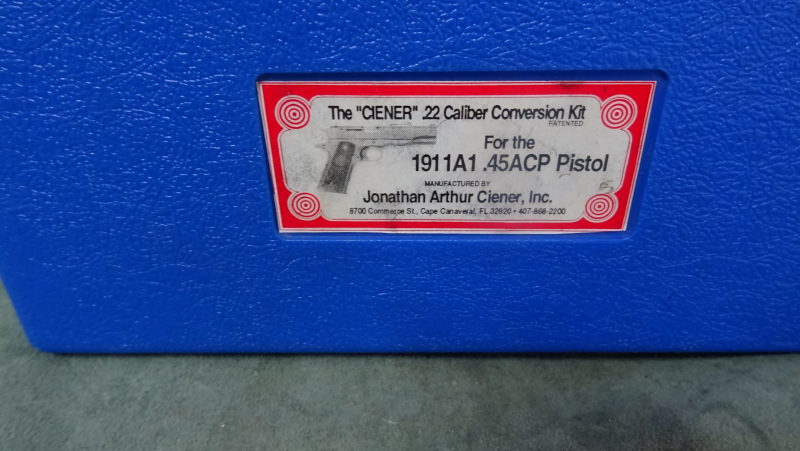 The "CIENER" .22 Caliber Conversion Kit
PATENTED
For the
1911A1 .45ACP Pistol
MANUFACTURED BY
Jonathan Arthur Ciener, Inc.
8700 Commerce St., Cape Canaveral, FL 32920 • 407-868-2200